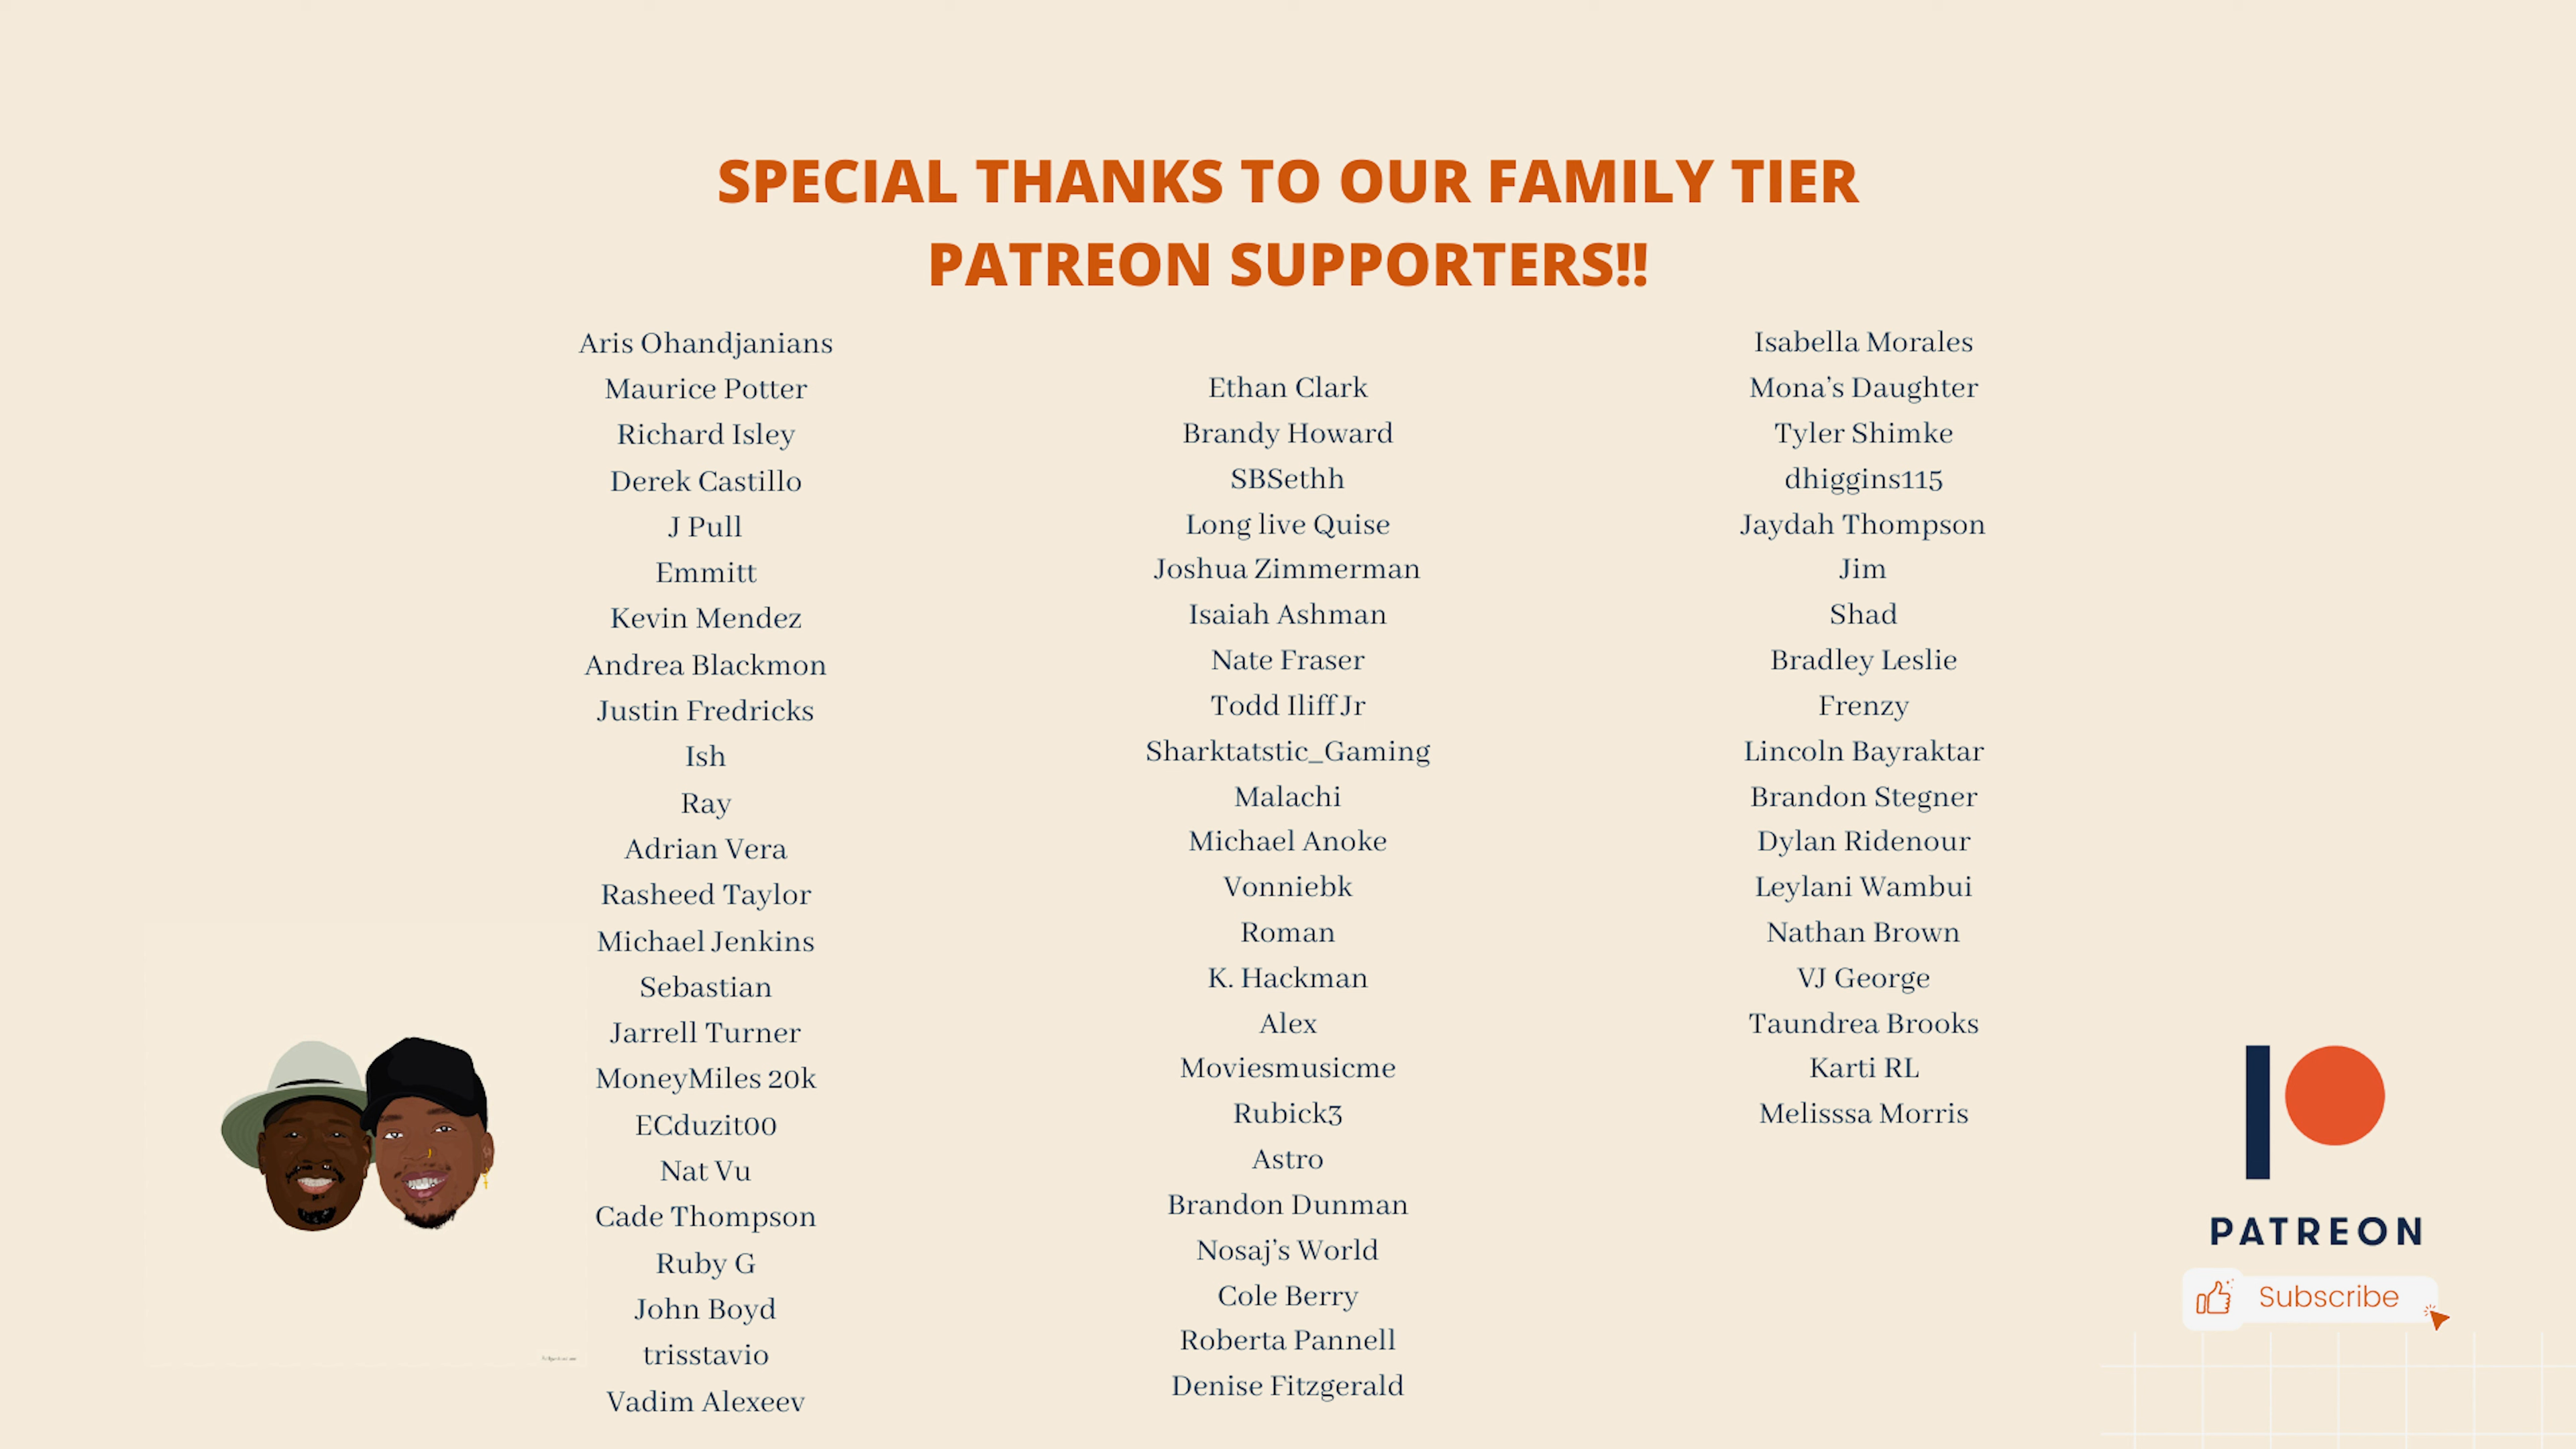 SPECIAL THANKS TO OUR FAMILY TIER
PATREON SUPPORTERS!!
Aris Ohandjanians
Maurice Potter
Richard Isley
Derek Castillo
J Pull
Emmitt
Kevin Mendez
Andrea Blackmon
Justin Fredricks
Ish
Ray
Adrian Vera
Rasheed Taylor
Michael Jenkins
Sebastian
Jarrell Turner
MoneyMiles 20k
ECduzit00
Nat Vu
Cade Thompson
Ruby G
John Boyd
trisstavio
Vadim Alexeev
Ethan Clark
Brandy Howard
SBSethh
Long live Quise
Joshua Zimmerman
Isaiah Ashman
Nate Fraser
Todd Iliff Jr
Sharktatstic_Gaming
Malachi
Michael Anoke
Vonniebk
Roman
K. Hackman
Alex
Moviesmusicme
Rubick3
Astro
Brandon Dunman
Nosaj’s World
Cole Berry
Roberta Pannell
Denise Fitzgerald
Isabella Morales
Mona’s Daughter
Tyler Shimke
dhiggins115
Jaydah Thompson
Jim
Shad
Bradley Leslie
Frenzy
Lincoln Bayraktar
Brandon Stegner
Dylan Ridenour
Leylani Wambui
Nathan Brown
VJ George
Taundrea Brooks
Karti RL
Melisssa Morris
PATREON
Subscribe